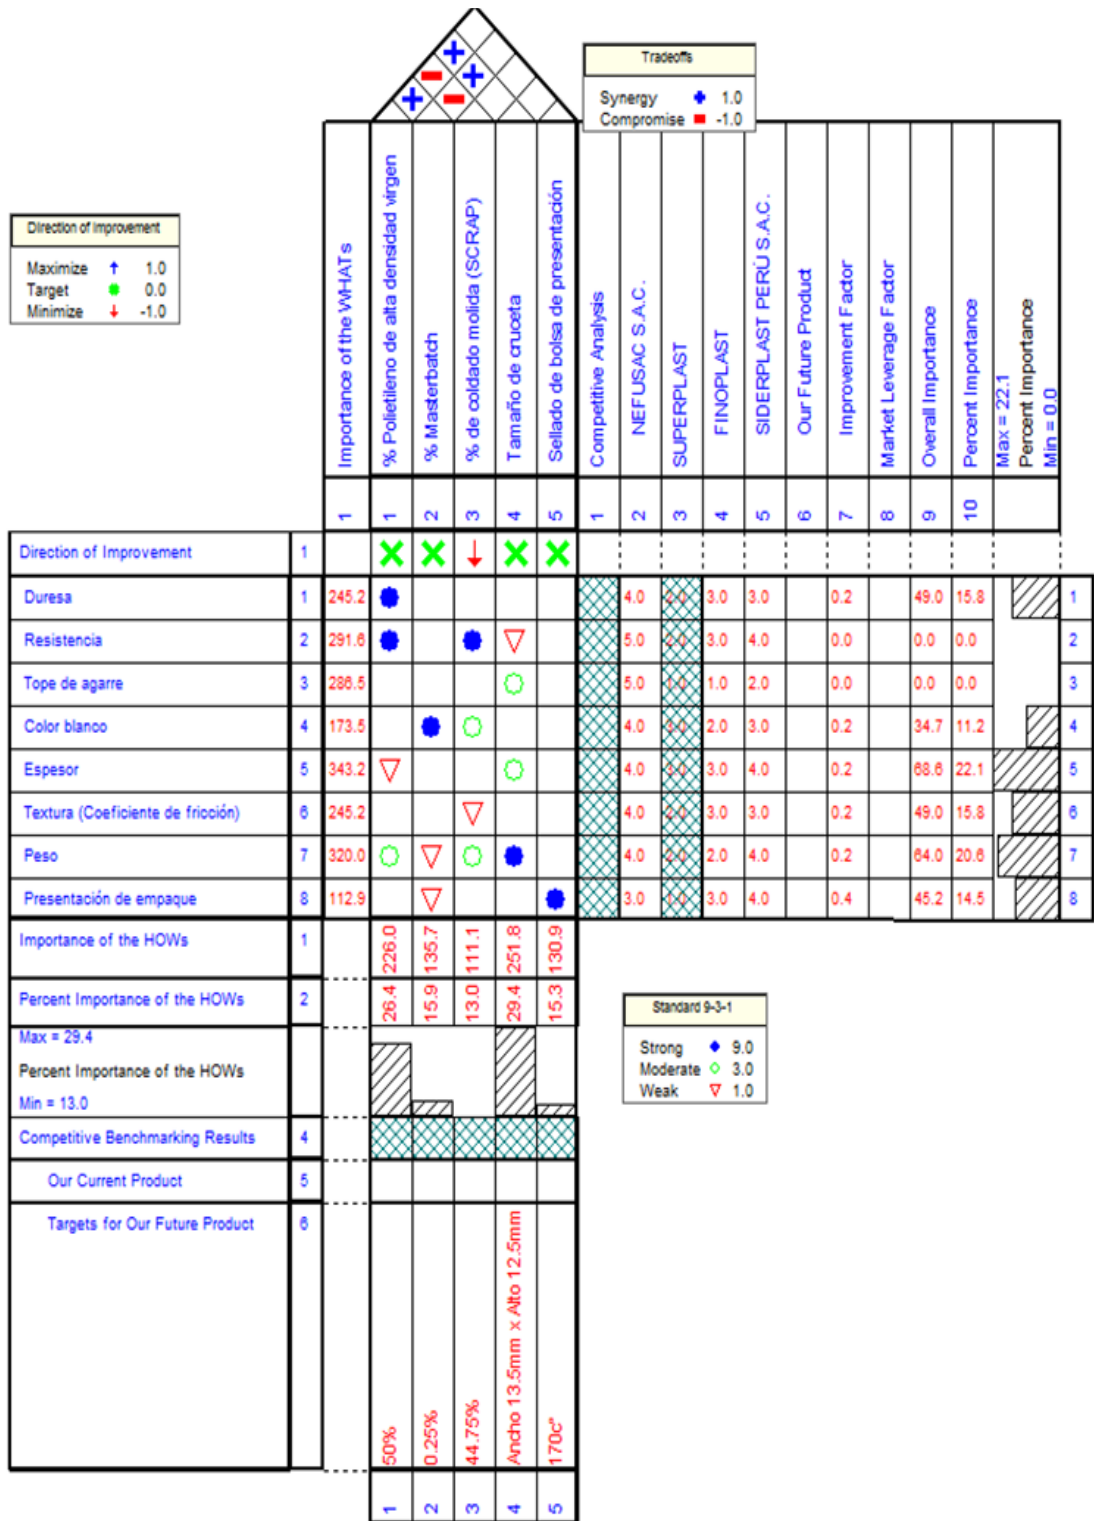 Tradeoffs
Synergy 1.0
Compromise -1.0
Direction of Improvement
Maximize 1.0
Target 0.0
Minimize -1.0
Importance of the WHATs
% Polietileno de alta densidad virgen
% Masterbatch
% de coldado molida (SCRAP)
Tamaño de cruceta
Sellado de bolsa de presentación
Competitive Analysis
NEFUSAC S.A.C.
SUPERPLAST
FINOPLAST
SIDERPLAST PERÚ S.A.C.
Our Future Product
Improvement Factor
Market Leverage Factor
Overall Importance
Percent Importance
Max = 22.1
Percent Importance
Min = 0.0
1 1 2 3 4 5 1 2 3 4 5 6 7 8 9 10
Direction of Improvement 1
Duresa 1 245.2 4.0 2.0 3.0 3.0 0.2 49.0 15.8 1
Resistencia 2 291.6 5.0 2.0 3.0 4.0 0.0 0.0 0.0 2
Tope de agarre 3 286.5 5.0 1.0 1.0 2.0 0.0 0.0 0.0 3
Color blanco 4 173.5 4.0 3.0 2.0 3.0 0.2 34.7 11.2 4
Espesor 5 343.2 4.0 3.0 3.0 4.0 0.2 68.6 22.1 5
Textura (Coeficiente de fricción) 6 245.2 4.0 2.0 3.0 3.0 0.2 49.0 15.8 6
Peso 7 320.0 4.0 2.0 2.0 4.0 0.2 64.0 20.6 7
Presentación de empaque 8 112.9 3.0 1.0 3.0 4.0 0.4 45.2 14.5 8
Importance of the HOWs 1 226.0 135.7 111.1 251.8 130.9
Percent Importance of the HOWs 2 26.4 15.9 13.0 29.4 15.3
Max = 29.4
Percent Importance of the HOWs
Min = 13.0
Competitive Benchmarking Results 4
Our Current Product 5
Targets for Our Future Product 6 50% 0.25% 44.75% Ancho 13.5mm x Alto 12.5mm 170c"
1 2 3 4 5
Standard 9-3-1
Strong 9.0
Moderate 3.0
Weak 1.0